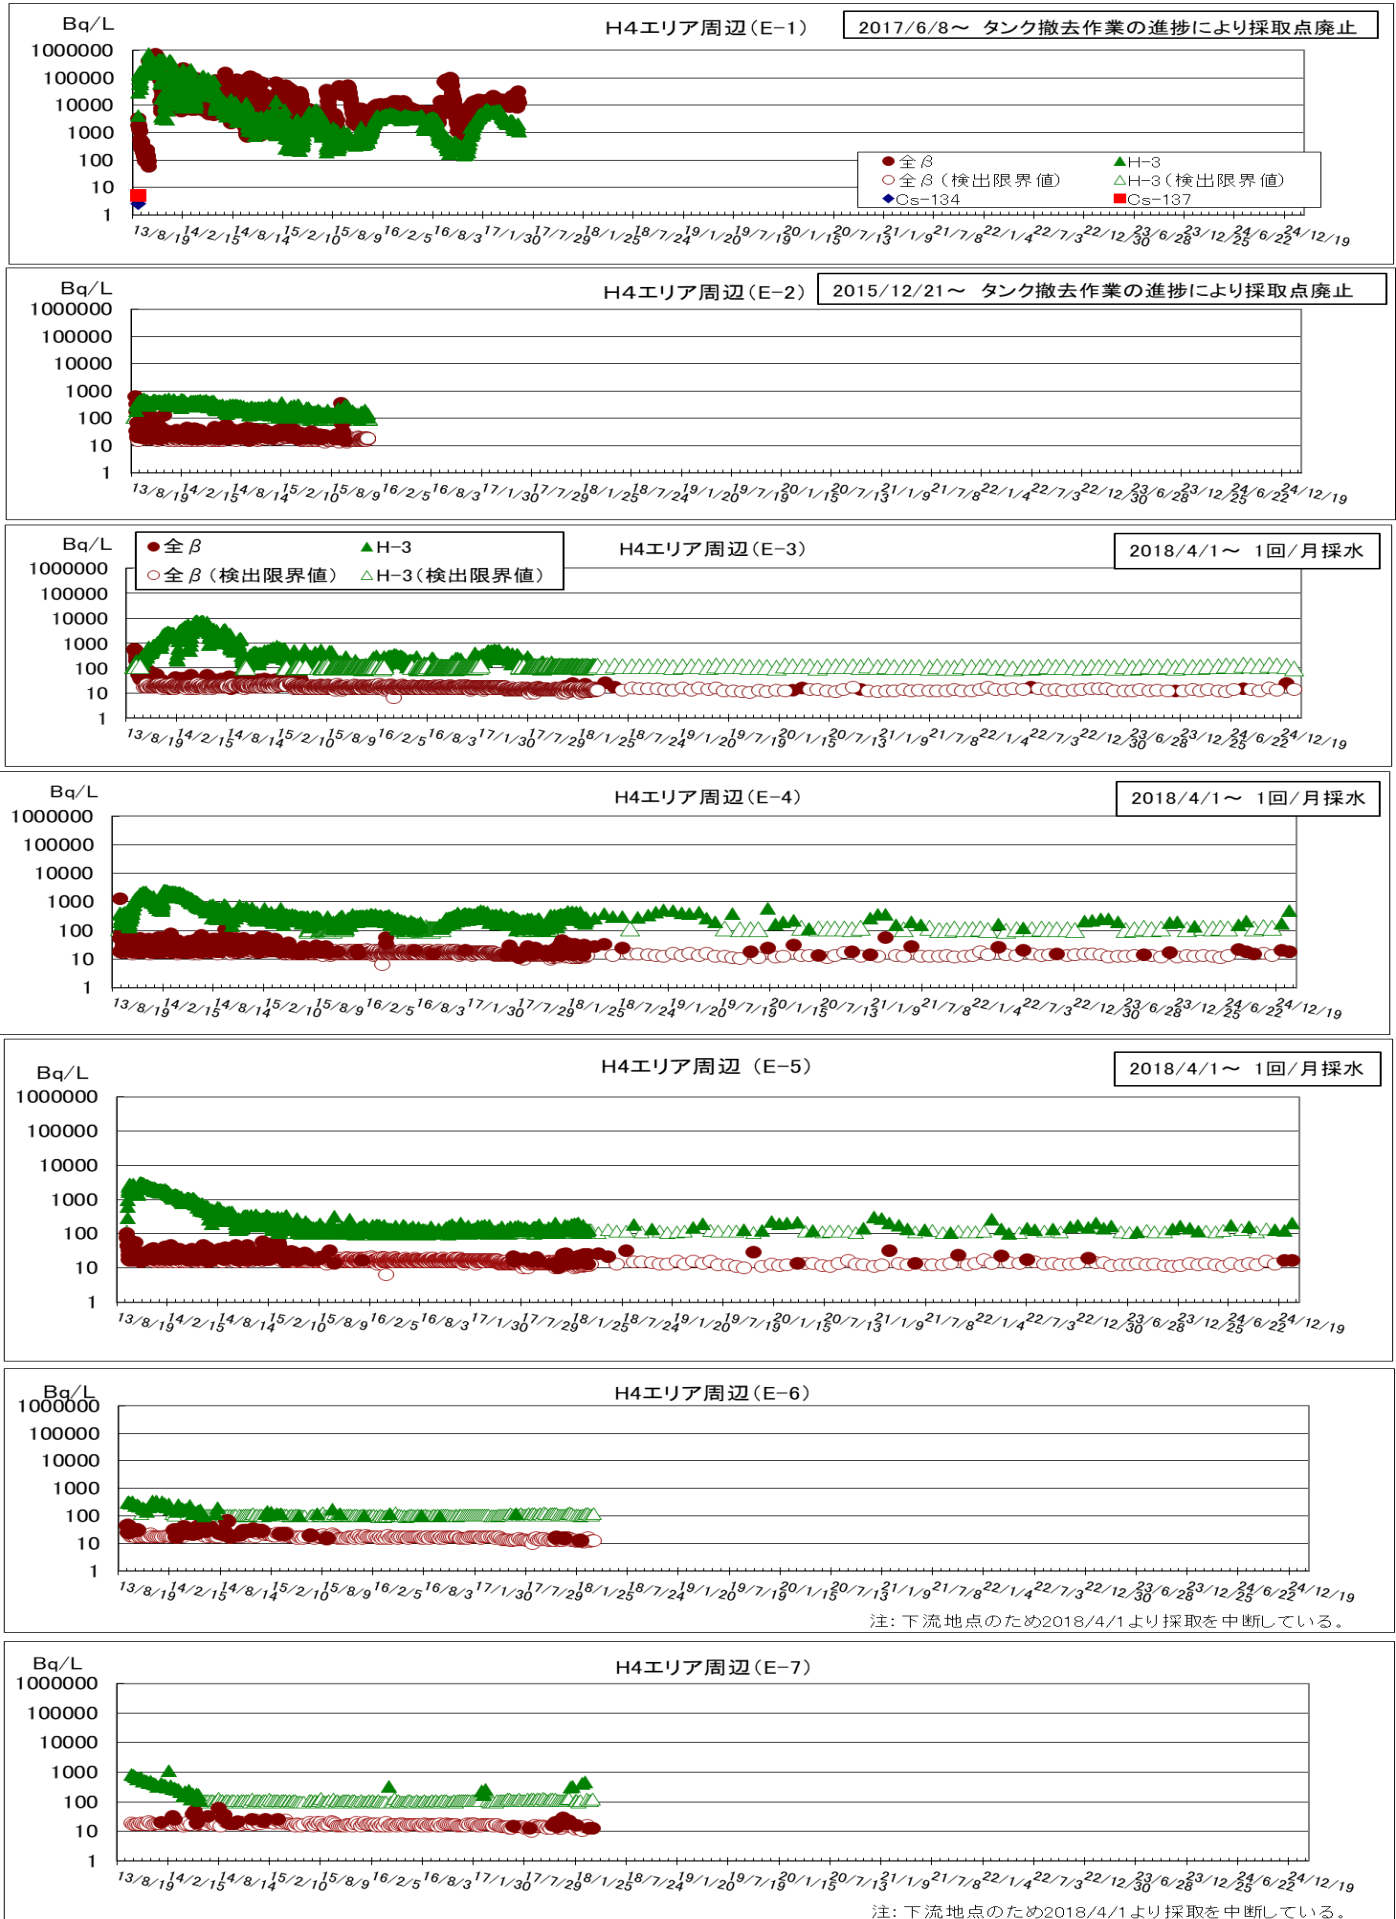 Bq/L
H4エリア周辺(E-1)
2017/6/8～ タンク撤去作業の進捗により採取点廃止
1000000
100000
10000
1000
100
10
1
全β
H-3
全β(検出限界値)
H-3(検出限界値)
Cs-134
Cs-137
13/8/19 14/2/15 14/8/14 15/2/10 15/8/9 16/2/5 16/8/3 17/1/30 17/7/29 18/1/25 18/7/24 19/1/20 19/7/19 20/1/15 20/7/13 21/1/9 21/7/8 22/1/4 22/7/3 22/12/30 23/6/28 23/12/25 24/6/22 24/12/19
Bq/L
H4エリア周辺(E-2)
2015/12/21～ タンク撤去作業の進捗により採取点廃止
1000000
100000
10000
1000
100
10
1
13/8/19 14/2/15 14/8/14 15/2/10 15/8/9 16/2/5 16/8/3 17/1/30 17/7/29 18/1/25 18/7/24 19/1/20 19/7/19 20/1/15 20/7/13 21/1/9 21/7/8 22/1/4 22/7/3 22/12/30 23/6/28 23/12/25 24/6/22 24/12/19
Bq/L
全β
H-3
全β(検出限界値)
H-3(検出限界値)
H4エリア周辺(E-3)
2018/4/1～ 1回/月採水
1000000
100000
10000
1000
100
10
1
13/8/19 14/2/15 14/8/14 15/2/10 15/8/9 16/2/5 16/8/3 17/1/30 17/7/29 18/1/25 18/7/24 19/1/20 19/7/19 20/1/15 20/7/13 21/1/9 21/7/8 22/1/4 22/7/3 22/12/30 23/6/28 23/12/25 24/6/22 24/12/19
Bq/L
H4エリア周辺(E-4)
2018/4/1～ 1回/月採水
1000000
100000
10000
1000
100
10
1
13/8/19 14/2/15 14/8/14 15/2/10 15/8/9 16/2/5 16/8/3 17/1/30 17/7/29 18/1/25 18/7/24 19/1/20 19/7/19 20/1/15 20/7/13 21/1/9 21/7/8 22/1/4 22/7/3 22/12/30 23/6/28 23/12/25 24/6/22 24/12/19
Bq/L
H4エリア周辺 (E-5)
2018/4/1～ 1回/月採水
1000000
100000
10000
1000
100
10
1
13/8/19 14/2/15 14/8/14 15/2/10 15/8/9 16/2/5 16/8/3 17/1/30 17/7/29 18/1/25 18/7/24 19/1/20 19/7/19 20/1/15 20/7/13 21/1/9 21/7/8 22/1/4 22/7/3 22/12/30 23/6/28 23/12/25 24/6/22 24/12/19
Bq/L
H4エリア周辺(E-6)
1000000
100000
10000
1000
100
10
1
13/8/19 14/2/15 14/8/14 15/2/10 15/8/9 16/2/5 16/8/3 17/1/30 17/7/29 18/1/25 18/7/24 19/1/20 19/7/19 20/1/15 20/7/13 21/1/9 21/7/8 22/1/4 22/7/3 22/12/30 23/6/28 23/12/25 24/6/22 24/12/19
注: 下流地点のため2018/4/1より採取を中断している。
Bq/L
H4エリア周辺(E-7)
1000000
100000
10000
1000
100
10
1
13/8/19 14/2/15 14/8/14 15/2/10 15/8/9 16/2/5 16/8/3 17/1/30 17/7/29 18/1/25 18/7/24 19/1/20 19/7/19 20/1/15 20/7/13 21/1/9 21/7/8 22/1/4 22/7/3 22/12/30 23/6/28 23/12/25 24/6/22 24/12/19
注: 下流地点のため2018/4/1より採取を中断している。